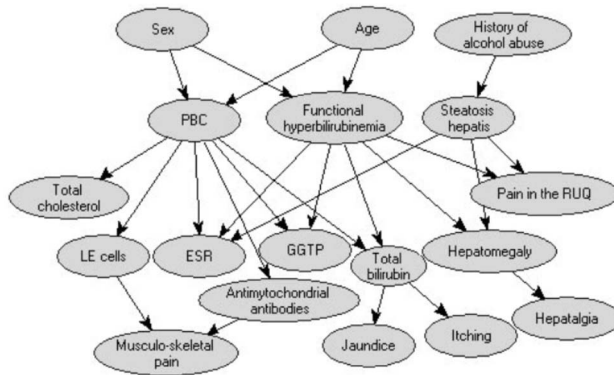 Sex
Age
History of
alcohol abuse
PBC
Functional
hyperbilirubinemia
Steatosis
hepatis
Total
cholesterol
Pain in the RUQ
LE cells
ESR
GGTP
Total
bilirubin
Hepatomegaly
Antimytochondrial
antibodies
Musculo-skeletal
pain
Jaundice
Itching
Hepatalgia